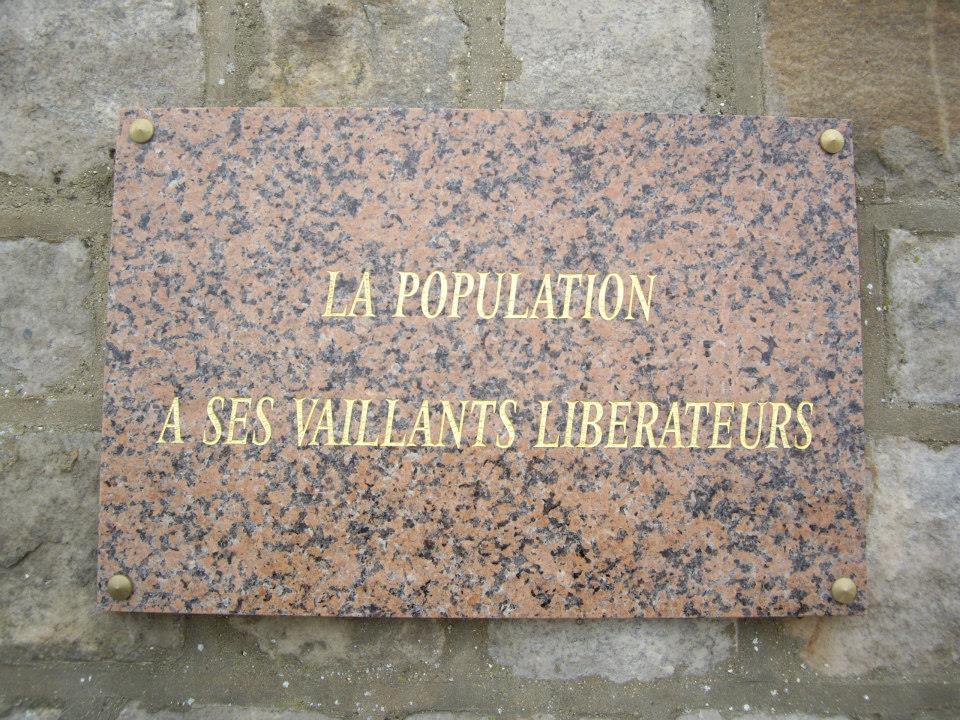 LA POPULATION
A SES VAILLANTS LIBERATEURS